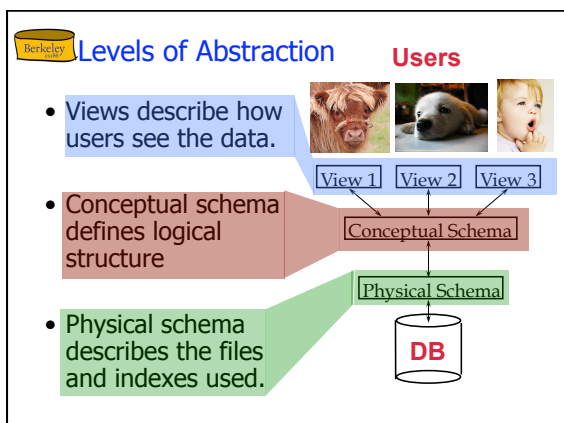 Berkeley
Levels of Abstraction
Users
• Views describe how
users see the data.
View 1 View 2 View 3
• Conceptual schema
defines logical
structure
Conceptual Schema
Physical Schema
• Physical schema
describes the files
and indexes used.
DB